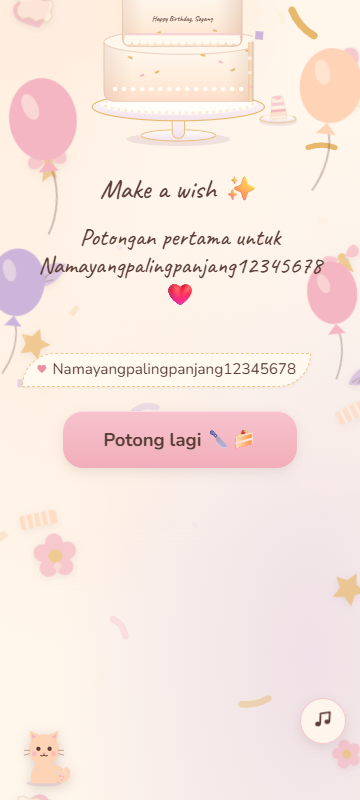 Happy Birthday, Sayang
Make a wish ✨
Potongan pertama untuk
Namayangpalingpanjang12345678
❤️
Namayangpalingpanjang12345678
Potong lagi 🔪🍰